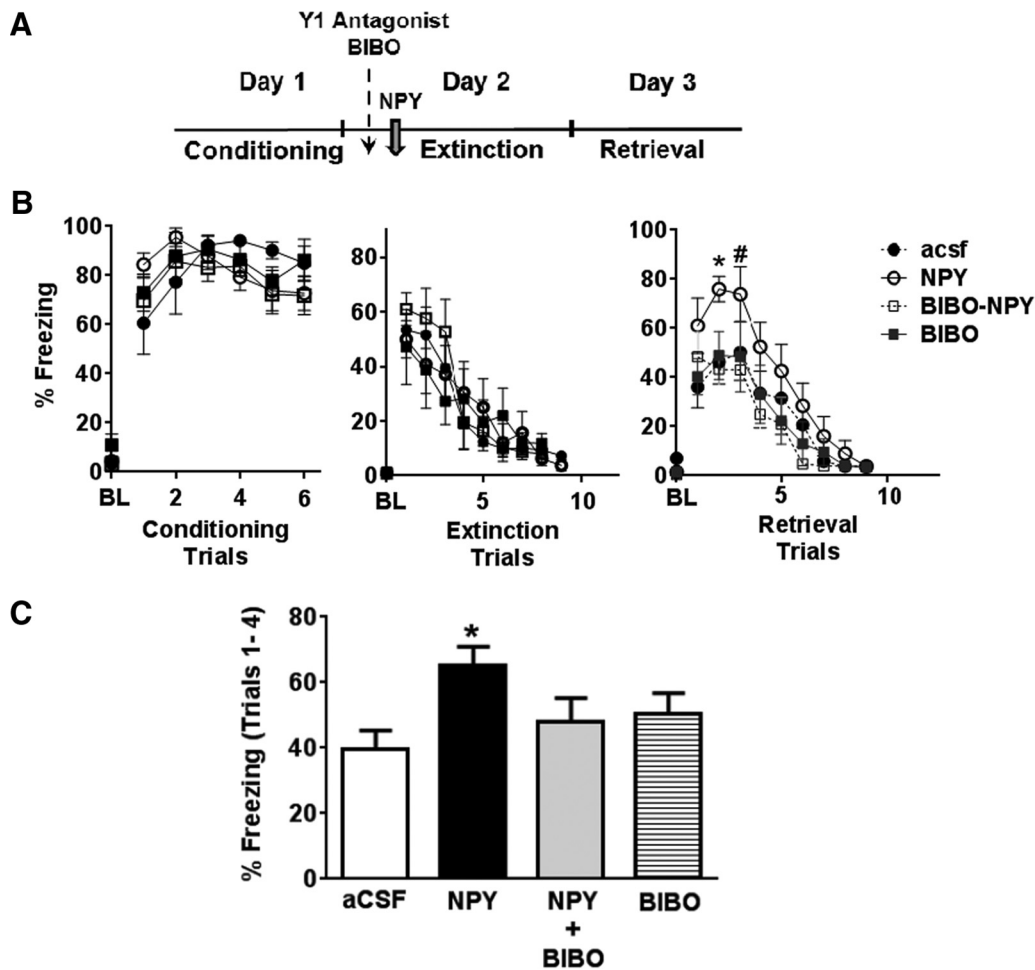 A
Y1 Antagonist
BIBO
Day 1
NPY
Day 2
Day 3
Conditioning
Extinction
Retrieval
B
% Freezing
100
80
60
40
20
0
BL
2
4
6
Conditioning
Trials
80
60
40
20
0
BL
5
10
Extinction
Trials
100
80
60
40
20
0
*
#
BL
5
10
Retrieval
Trials
acsf
NPY
BIBO-NPY
BIBO
C
% Freezing (Trials 1- 4)
80
60
40
20
0
*
aCSF
NPY
NPY
+
BIBO
BIBO